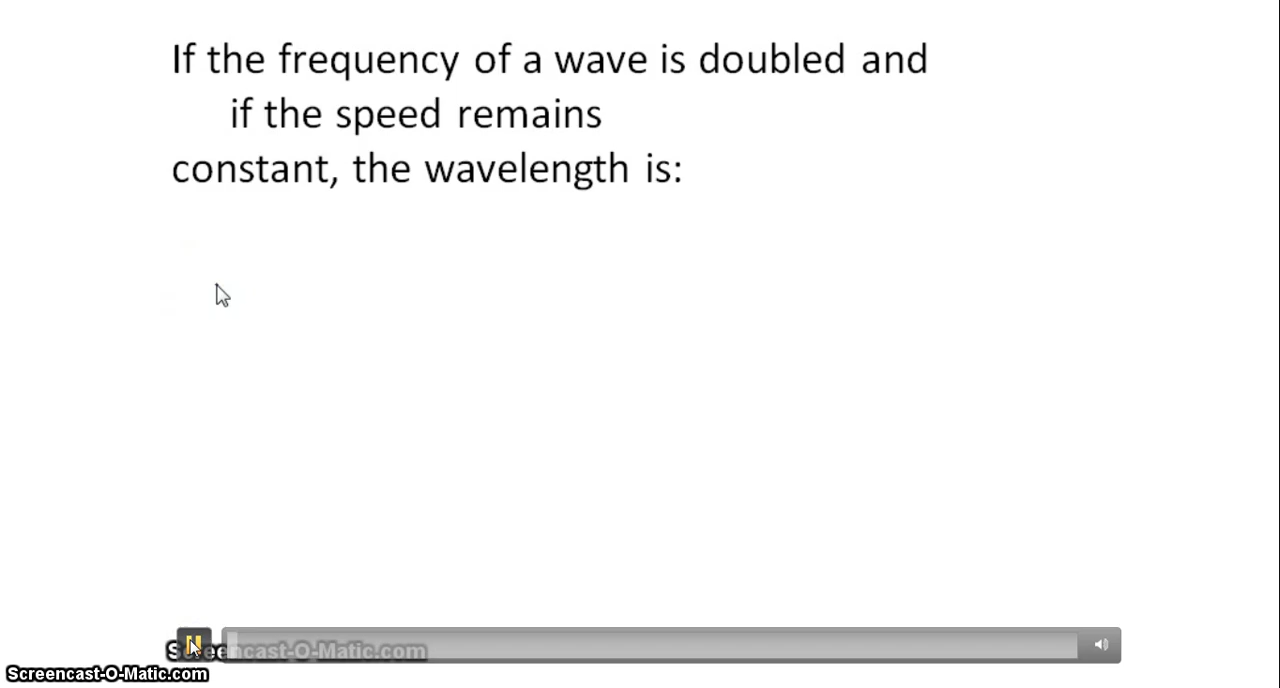 If the frequency of a wave is doubled and
if the speed remains
constant, the wavelength is:
Screencast-O-Matic.com
Screencast-O-Matic.com